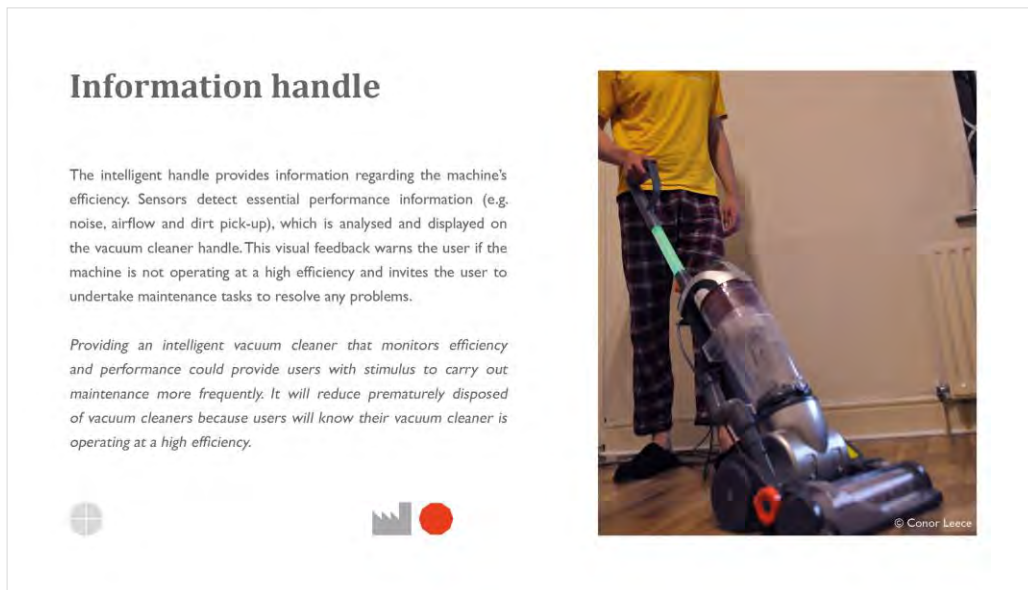 Information handle
The intelligent handle provides information regarding the machine's
efficiency. Sensors detect essential performance information (e.g.
noise, airflow and dirt pick-up), which is analysed and displayed on
the vacuum cleaner handle. This visual feedback warns the user if the
machine is not operating at a high efficiency and invites the user to
undertake maintenance tasks to resolve any problems.
Providing an intelligent vacuum cleaner that monitors efficiency
and performance could provide users with stimulus to carry out
maintenance more frequently. It will reduce prematurely disposed
of vacuum cleaners because users will know their vacuum cleaner is
operating at a high efficiency.
© Conor Leece